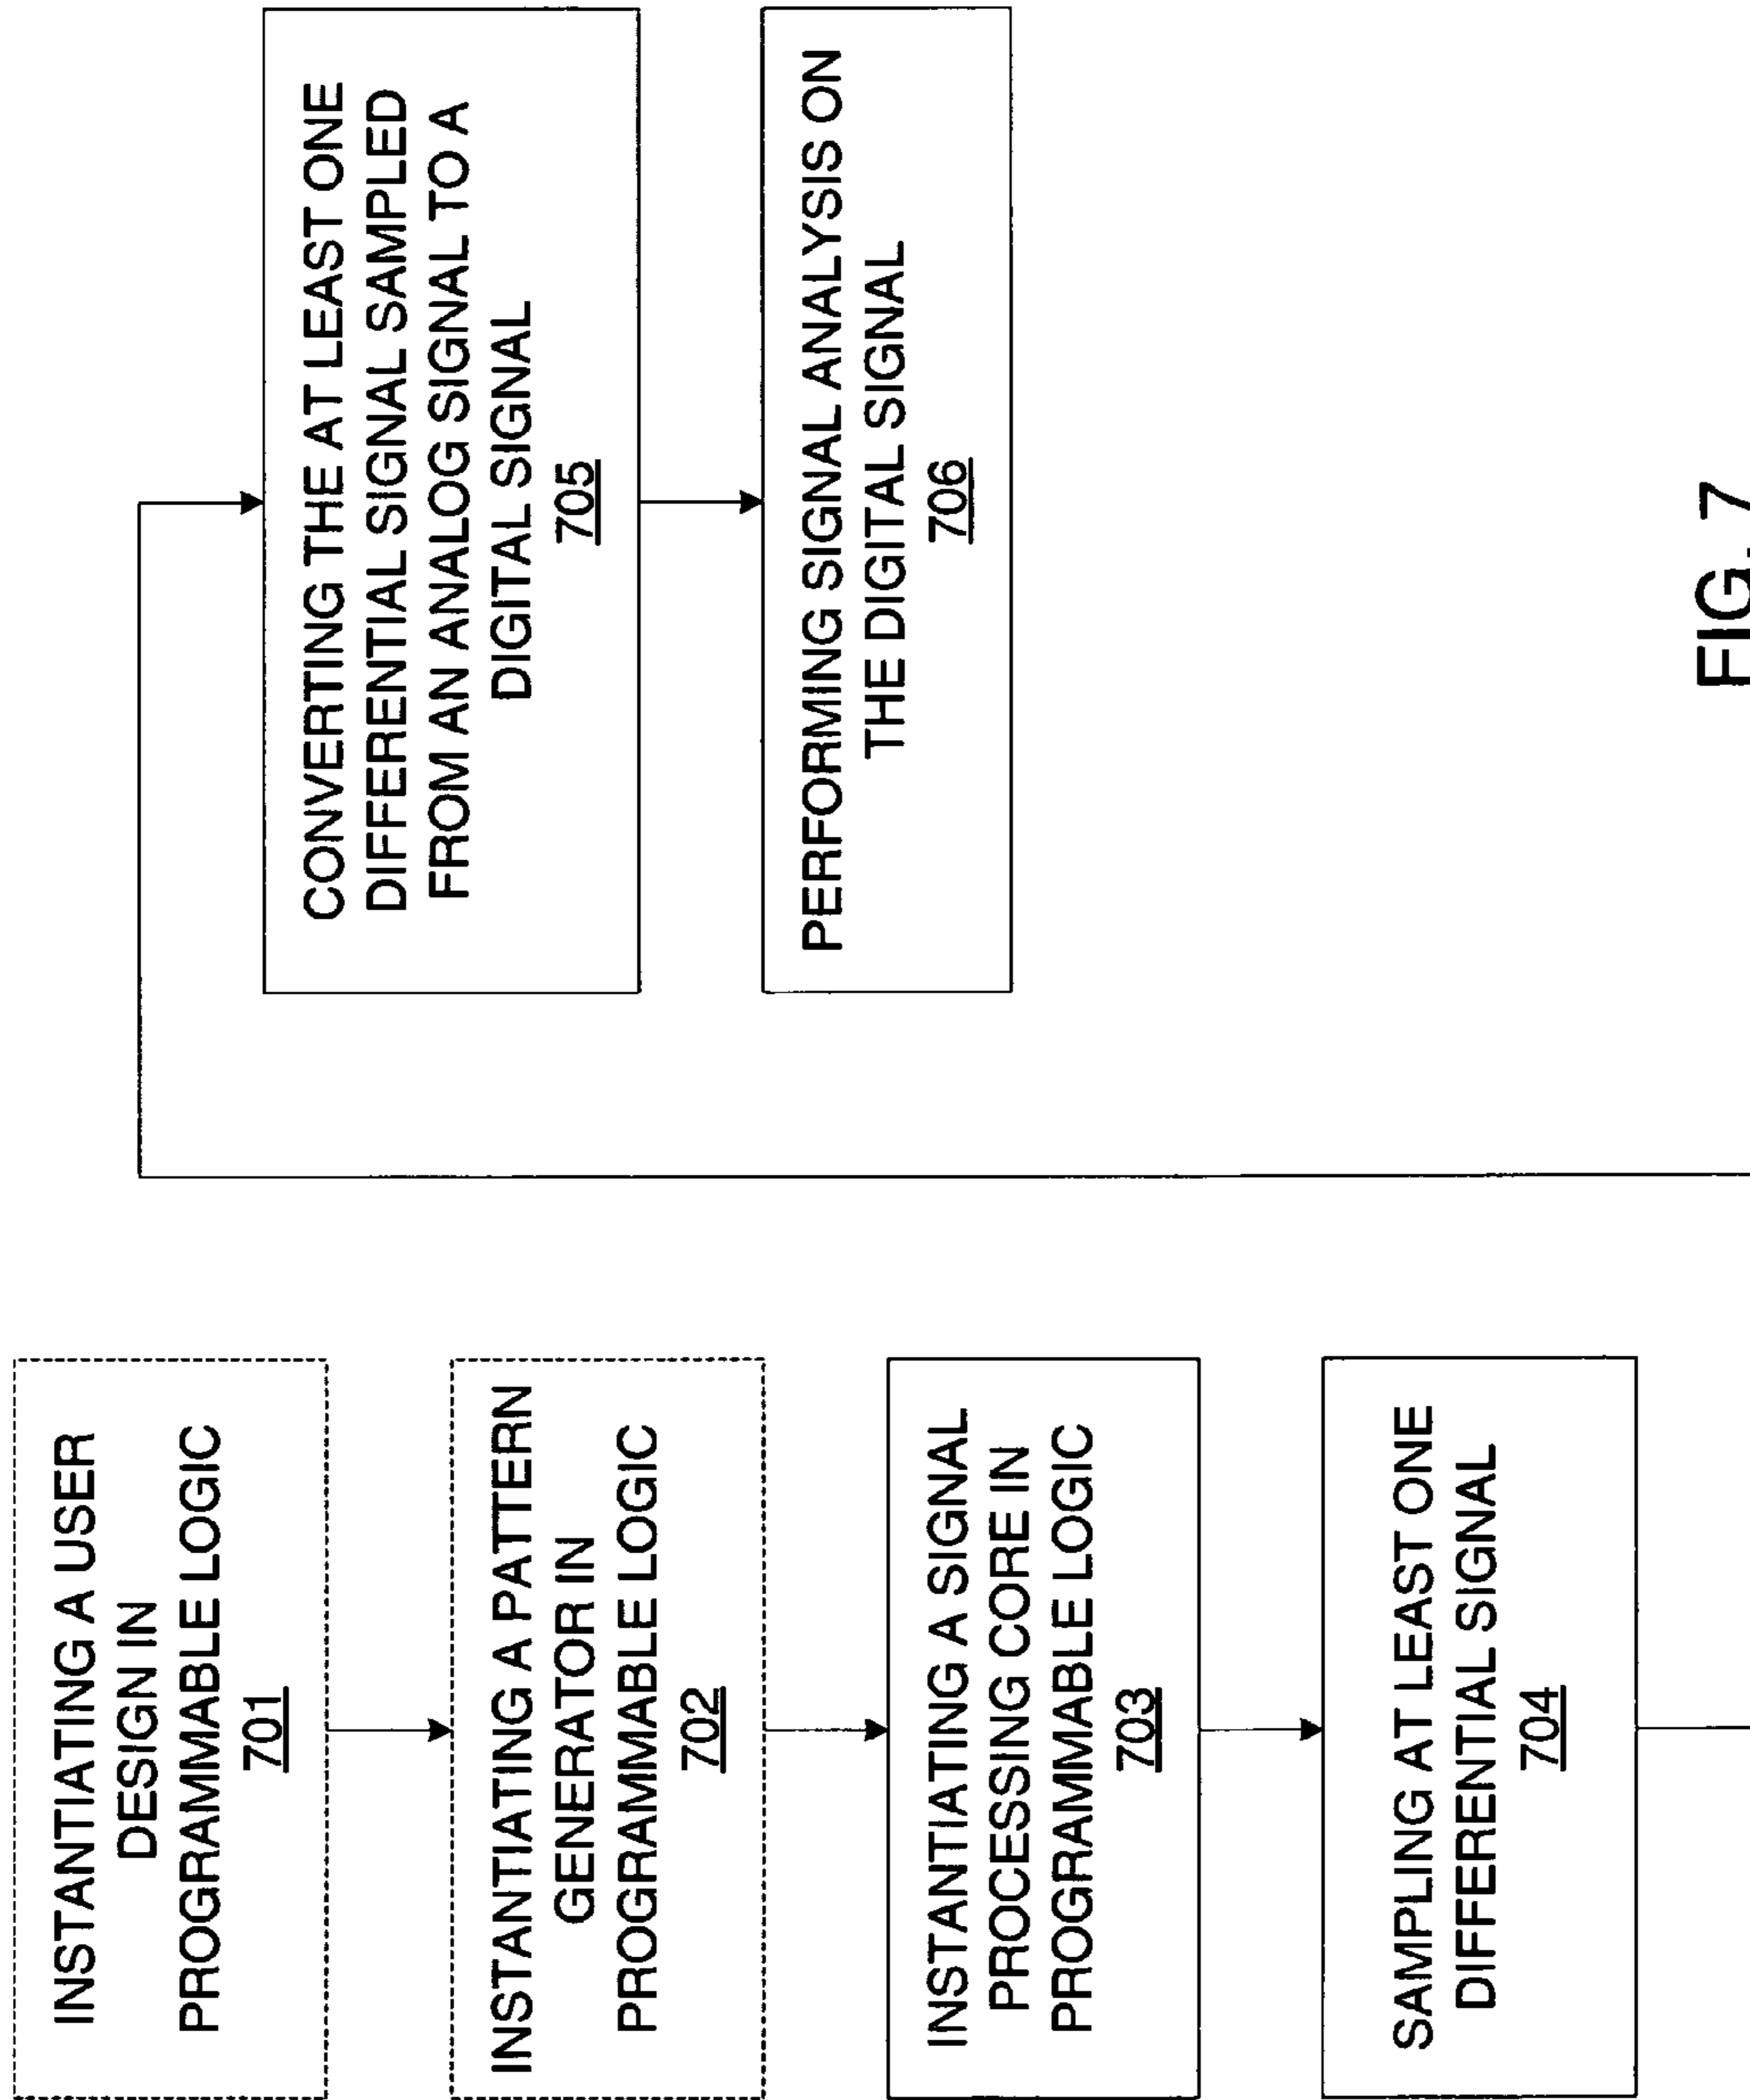 INSTANTIATING A USER
DESIGN IN
PROGRAMMABLE LOGIC
701
INSTANTIATING A PATTERN
GENERATOR IN
PROGRAMMABLE LOGIC
702
INSTANTIATING A SIGNAL
PROCESSING CORE IN
PROGRAMMABLE LOGIC
703
SAMPLING AT LEAST ONE
DIFFERENTIAL SIGNAL
704
CONVERTING THE AT LEAST ONE
DIFFERENTIAL SIGNAL SAMPLED
FROM AN ANALOG SIGNAL TO A
DIGITAL SIGNAL
705
PERFORMING SIGNAL ANALYSIS ON
THE DIGITAL SIGNAL
706
FIG. 7